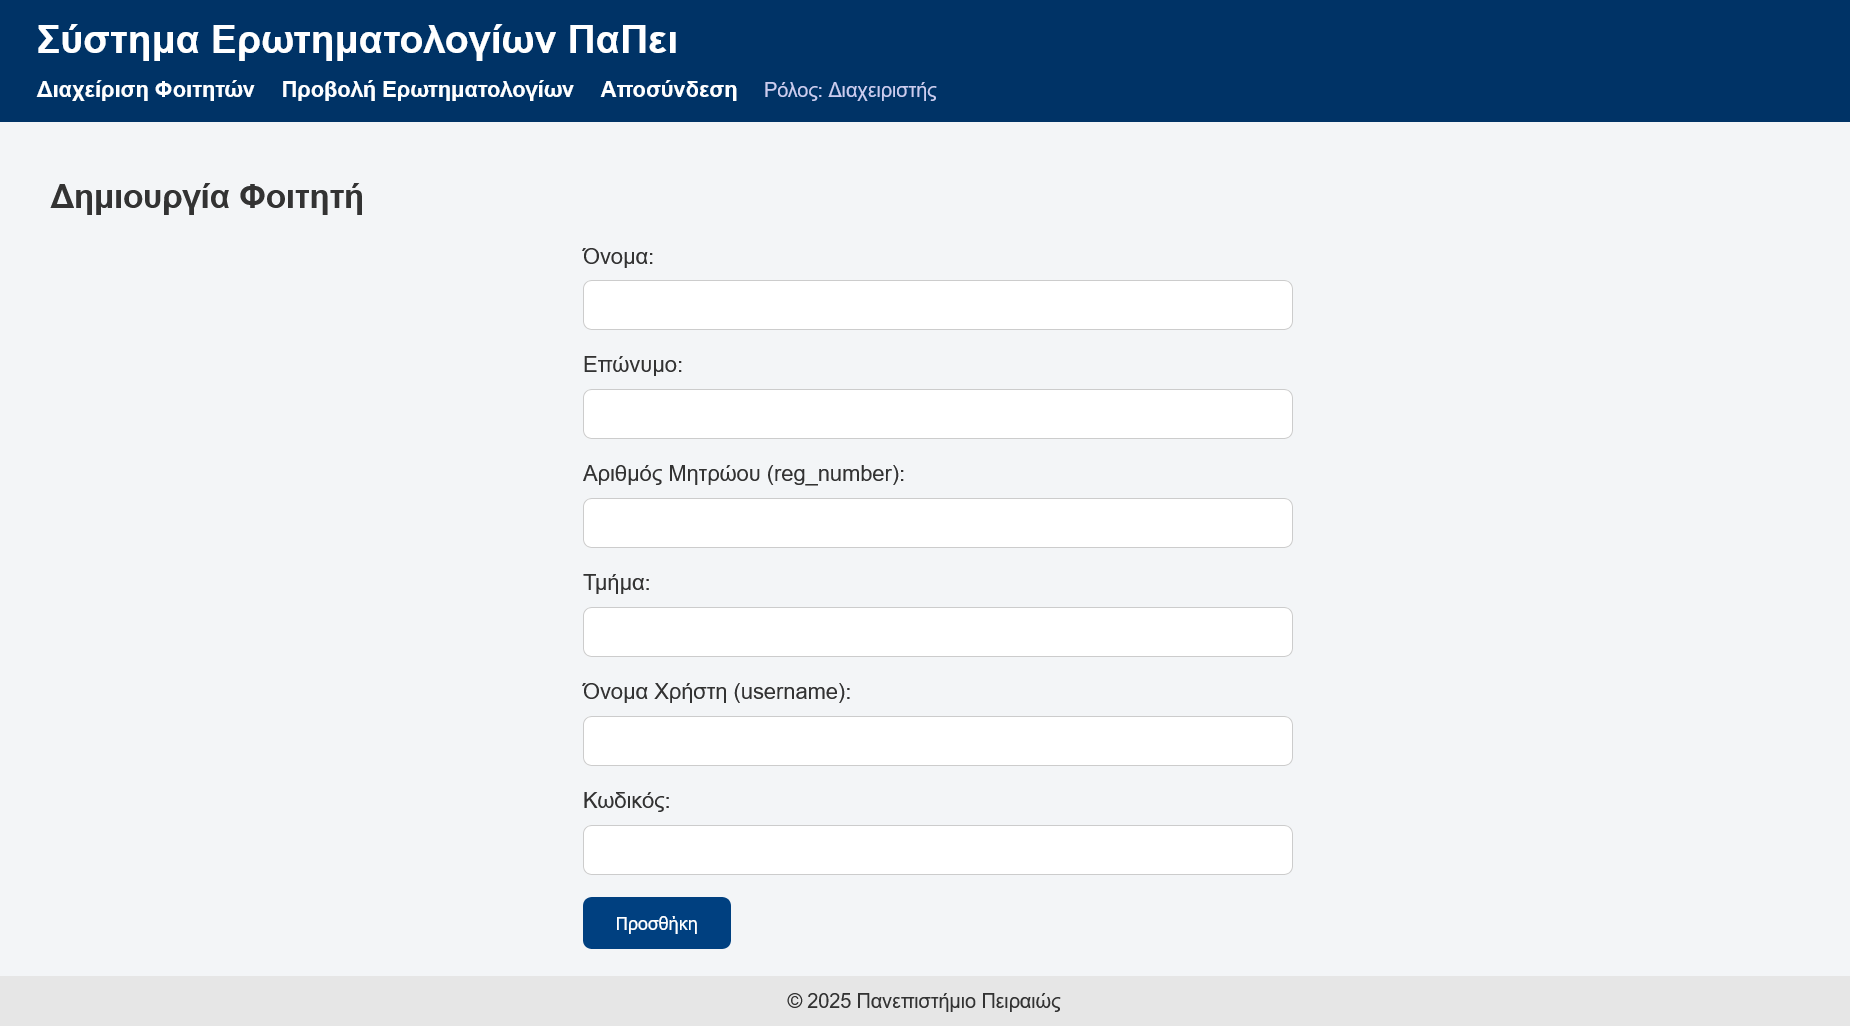 Σύστημα Ερωτηματολογίων ΠαΠει
Διαχείριση Φοιτητών Προβολή Ερωτηματολογίων Αποσύνδεση Ρόλος: Διαχειριστής
Δημιουργία Φοιτητή
Όνομα:
Επώνυμο:
Αριθμός Μητρώου (reg_number):
Τμήμα:
Όνομα Χρήστη (username):
Κωδικός:
Προσθήκη
© 2025 Πανεπιστήμιο Πειραιώς